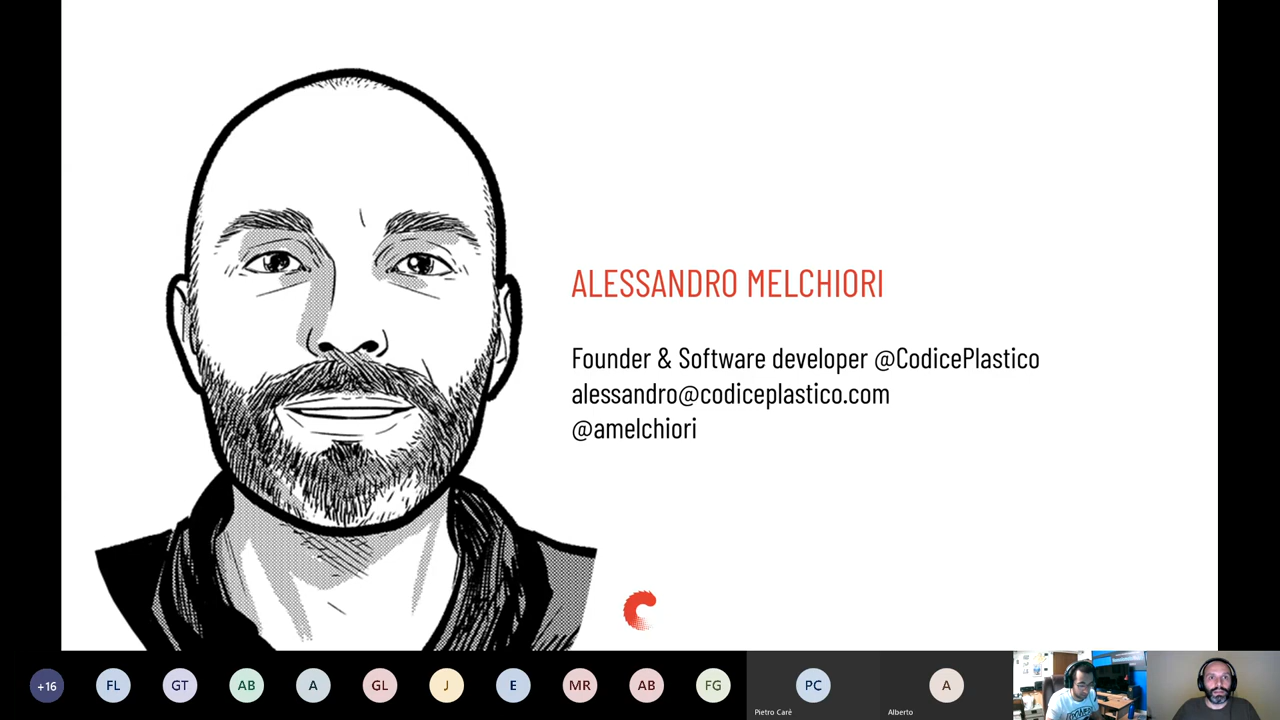 ALESSANDRO MELCHIORI
Founder & Software developer @CodicePlastico
alessandro@codiceplastico.com
@amelchiori
+16
FL
GT
AB
A
GL
J
E
MR
AB
FG
PC
A
Pietro Carè
Alberto